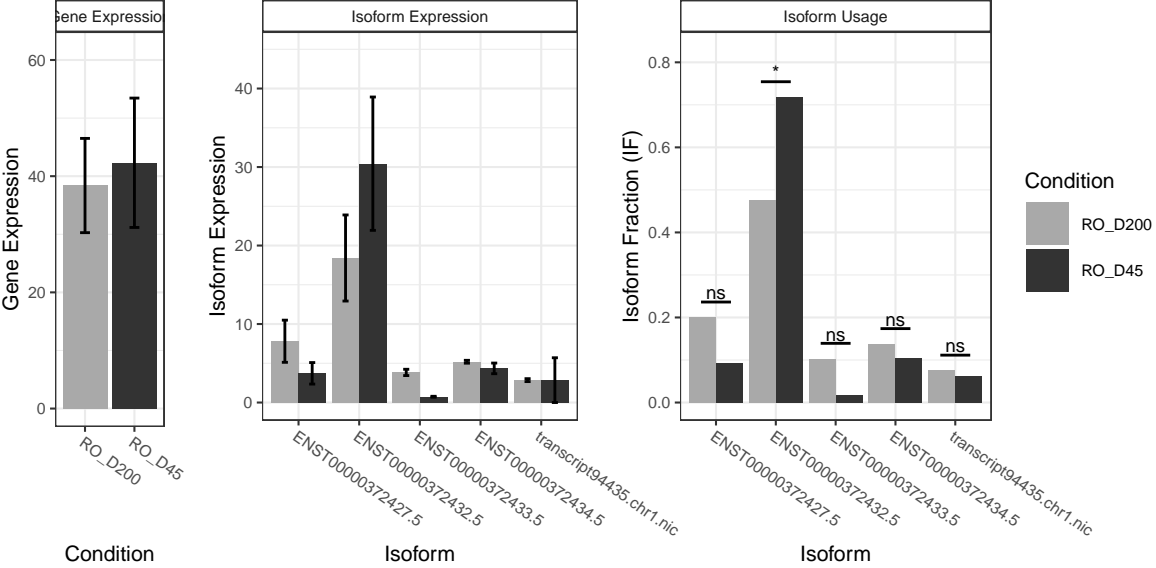 Gene Expression
Gene Expression
60
40
20
0
RO_D200
RO_D45
Condition
Isoform Expression
Isoform Expression
40
30
20
10
0
ENST00000372427.5
ENST00000372432.5
ENST00000372433.5
ENST00000372434.5
transcript94435.chr1.nic
Isoform
Isoform Usage
Isoform Fraction (IF)
0.8
0.6
0.4
0.2
0.0
ns
*
ns
ns
ns
ENST00000372427.5
ENST00000372432.5
ENST00000372433.5
ENST00000372434.5
transcript94435.chr1.nic
Isoform
Condition
RO_D200
RO_D45